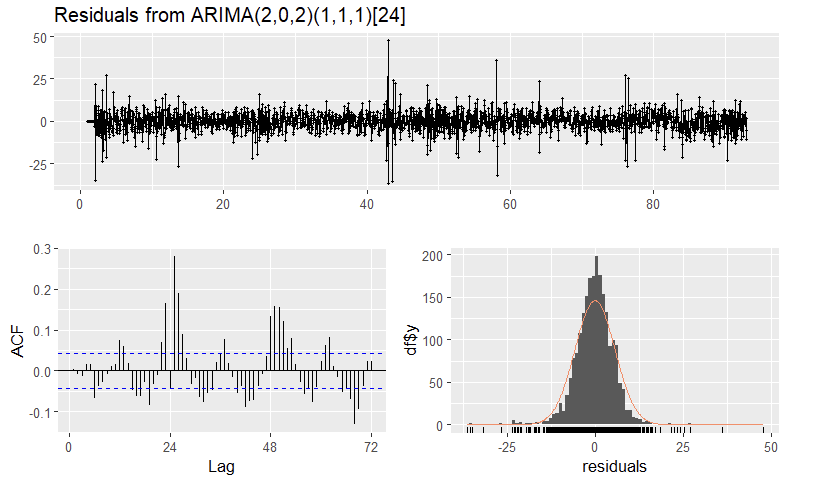 Residuals from ARIMA(2,0,2)(1,1,1)[24]
50
25
0
-25
0 20 40 60 80
0.3
0.2
0.1
0.0
-0.1
ACF
0 24 48 72
Lag
200
150
100
50
0
df$y
-25 0 25 50
residuals